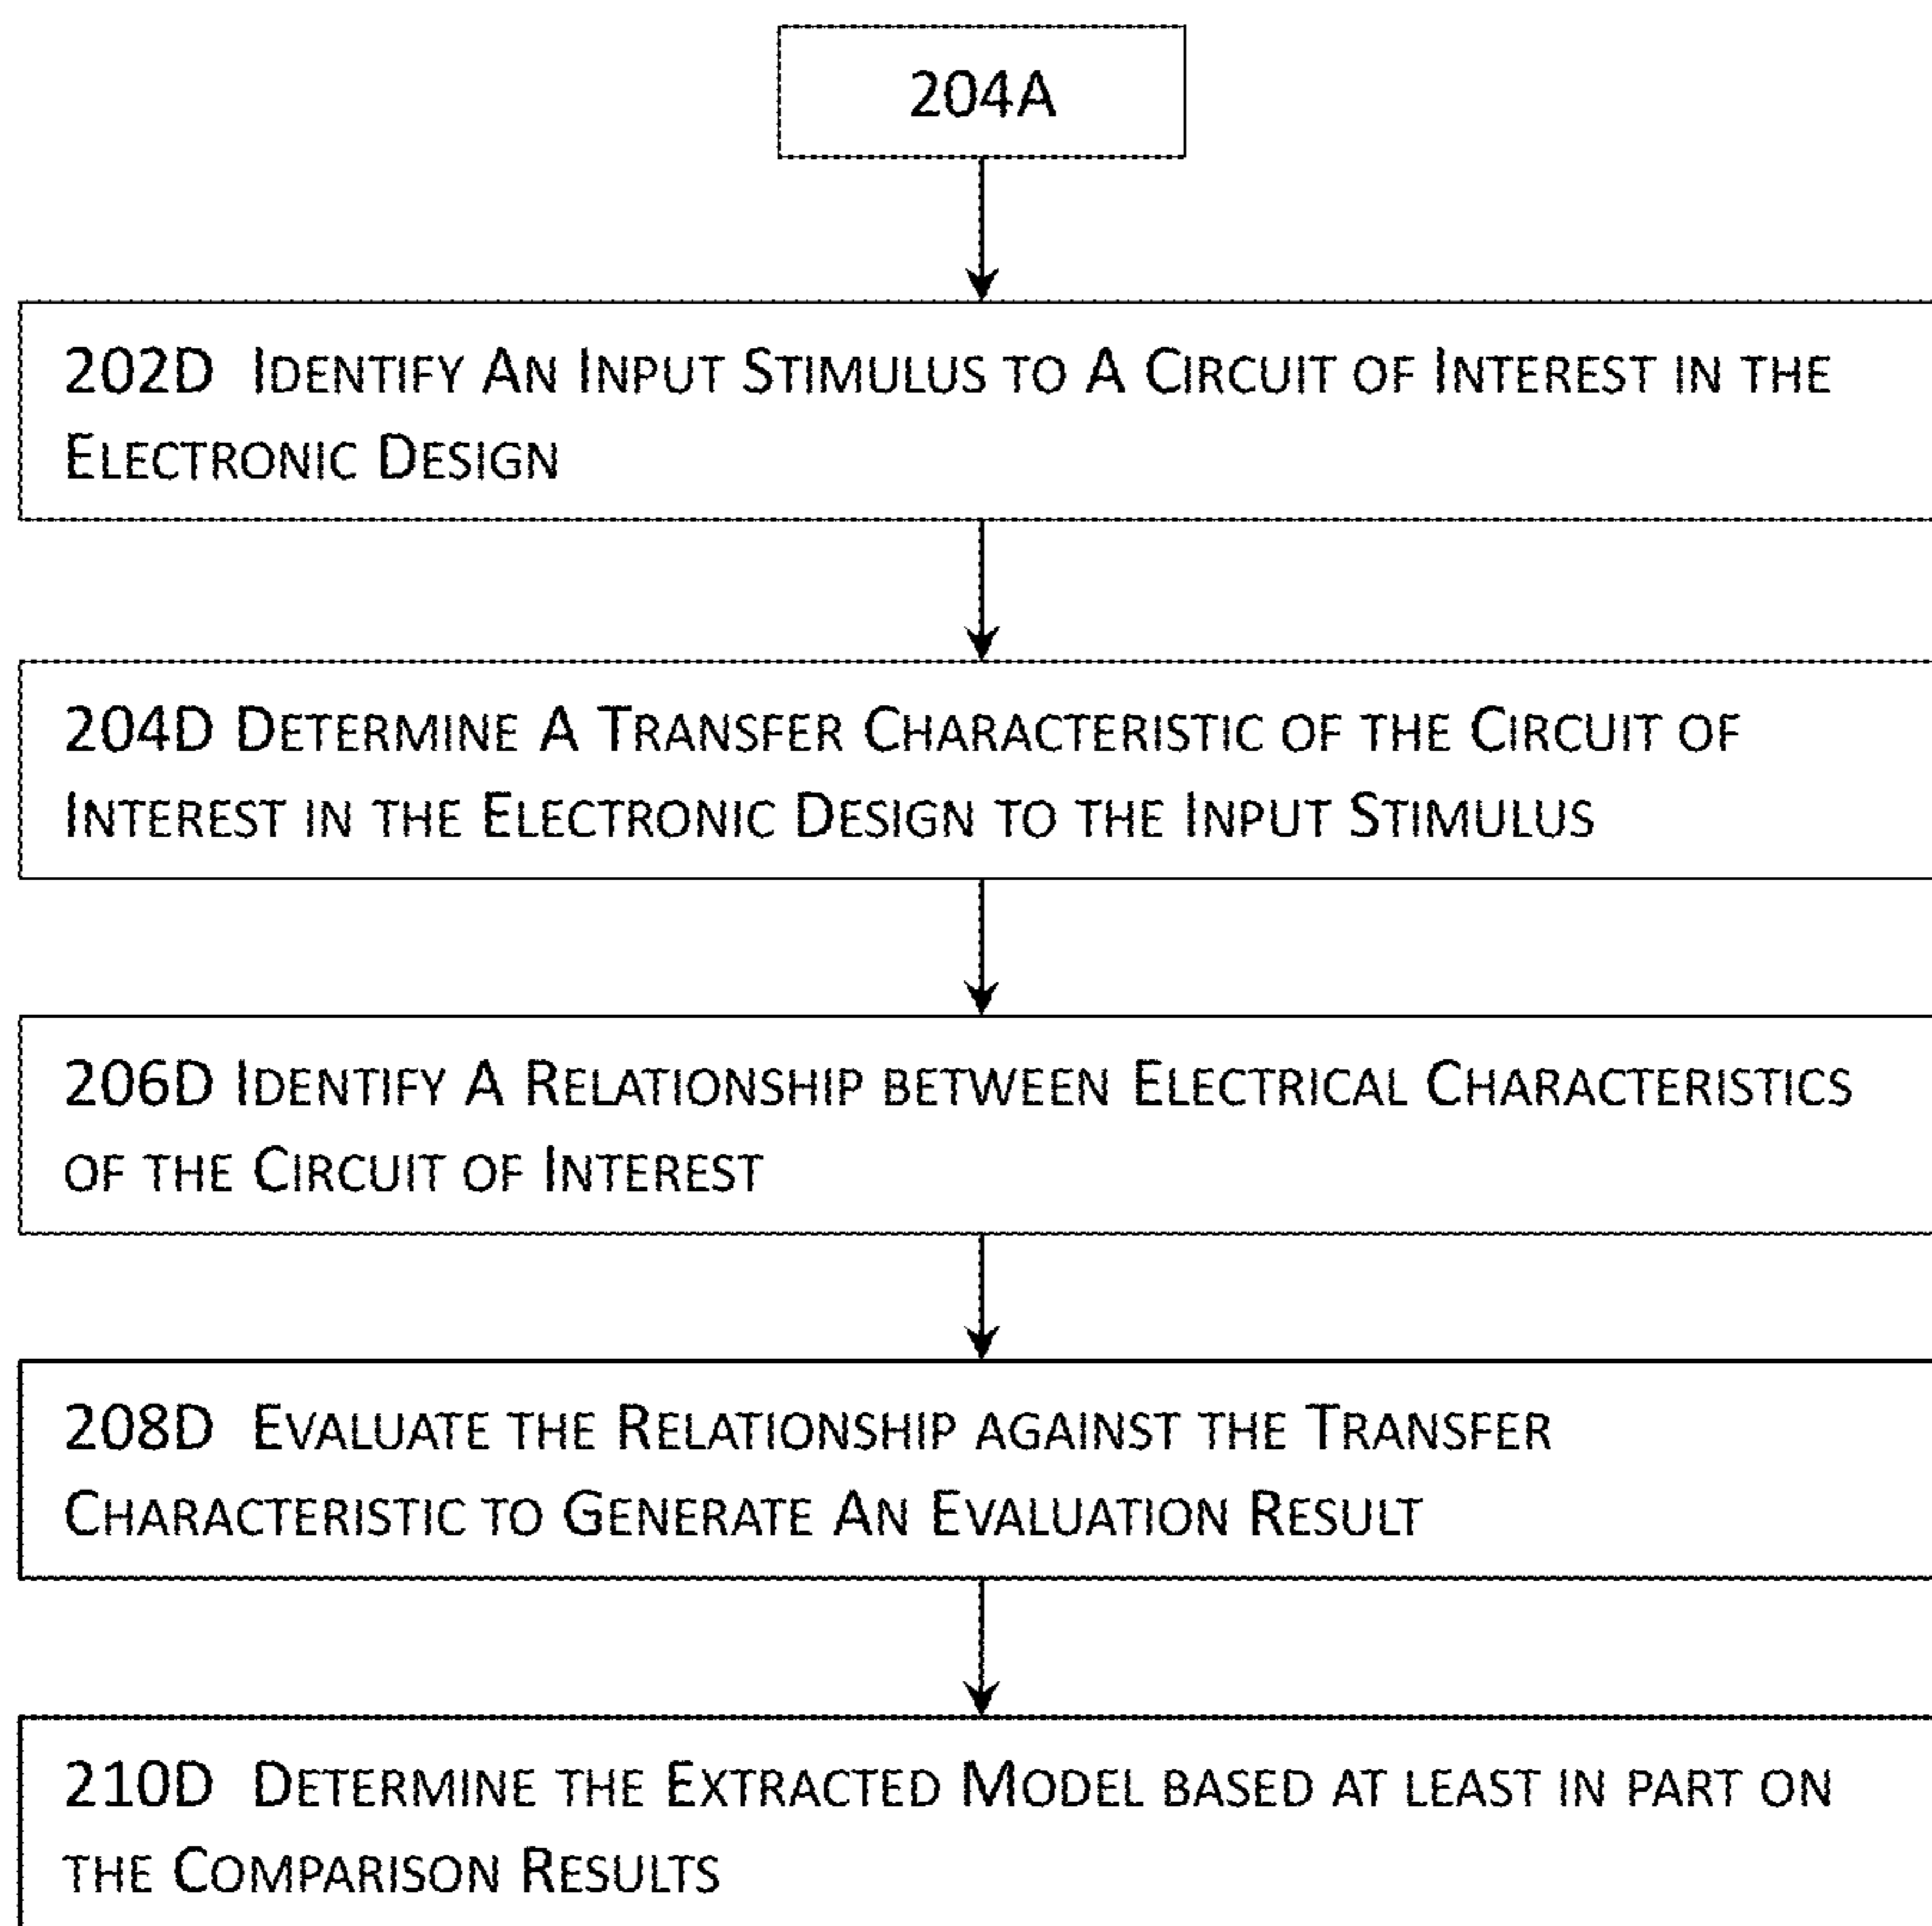 204A
202D Identify An Input Stimulus to A Circuit of Interest in the
Electronic Design
204D Determine A Transfer Characteristic of the Circuit of
Interest in the Electronic Design to the Input Stimulus
206D Identify A Relationship between Electrical Characteristics
of the Circuit of Interest
208D Evaluate the Relationship against the Transfer
Characteristic to Generate An Evaluation Result
210D Determine the Extracted Model based at least in part on
the Comparison Results